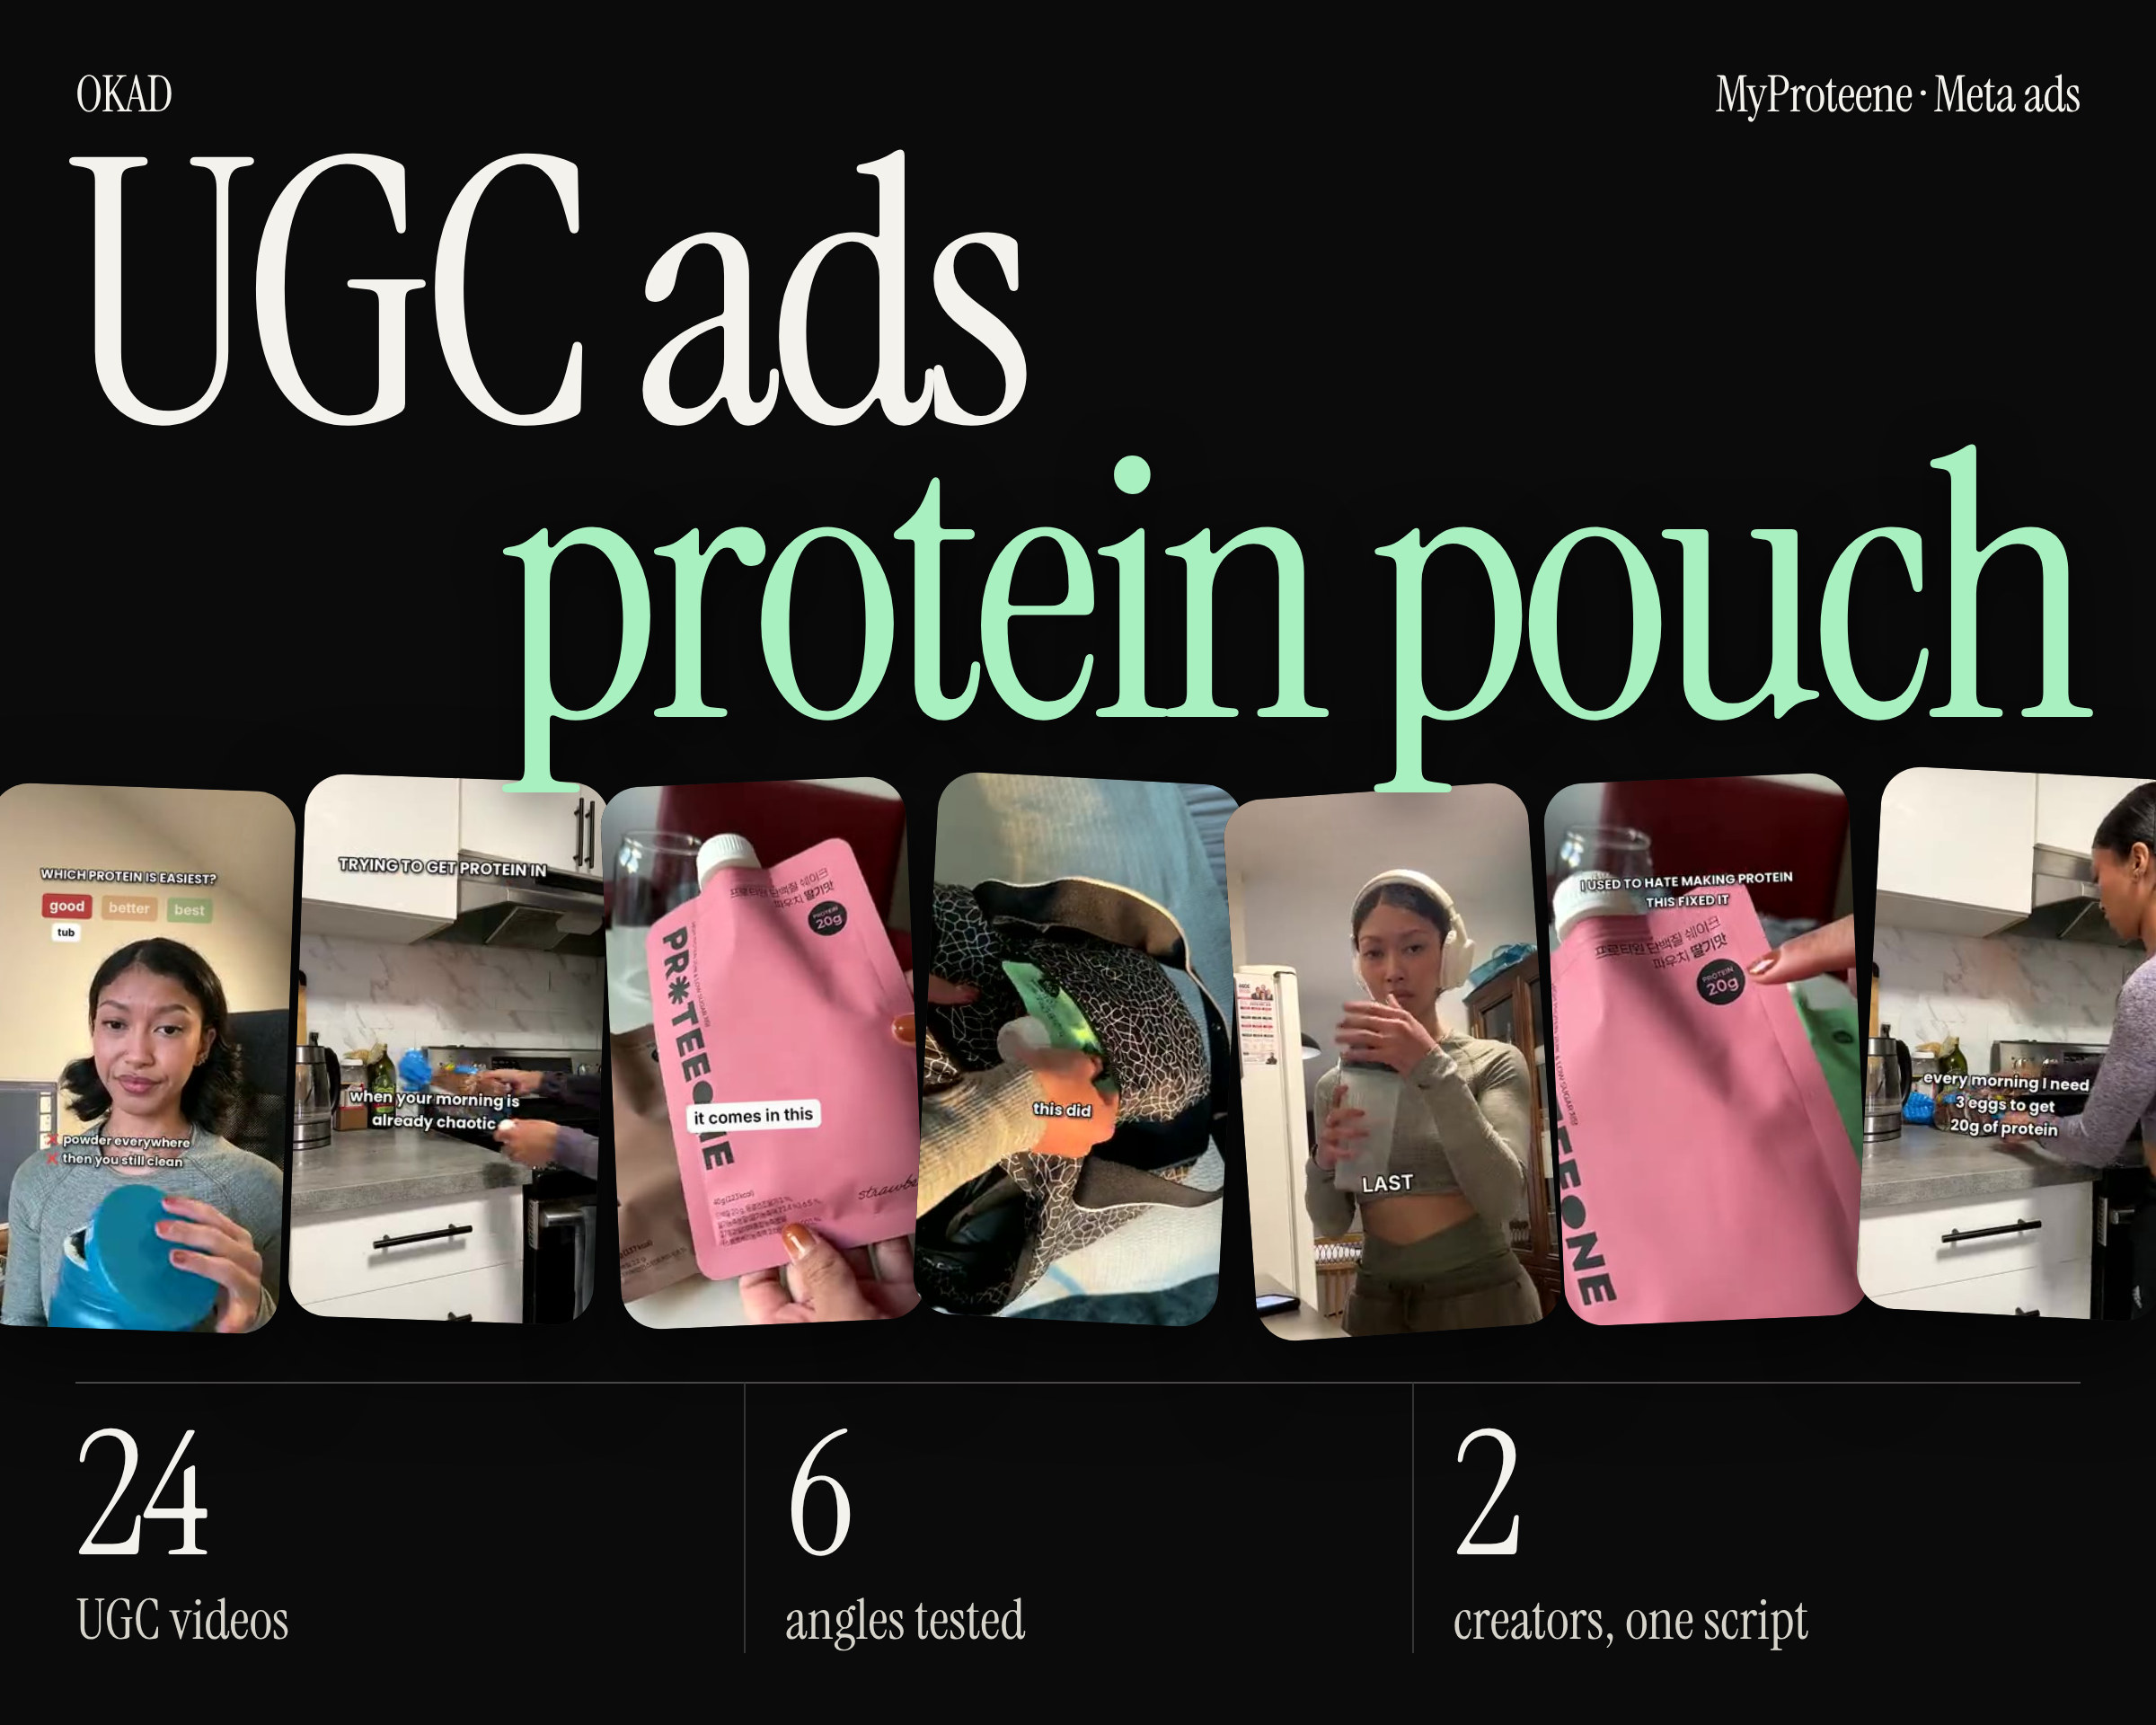 OKAD
MyProteene · Meta ads
UGC ads
protein pouch
WHICH PROTEIN IS EASIEST?
good better best
tub
❌ powder everywhere
❌ then you still clean
TRYING TO GET PROTEIN IN
when your morning is
already chaotic
프로티원 단백질 쉐이크
파우치 딸기맛
PROTEIN
20g
PR*TEEONE
it comes in this
this did
LAST
I USED TO HATE MAKING PROTEIN
THIS FIXED IT
프로티원 단백질 쉐이크
파우치 딸기맛
PROTEIN
20g
TEEONE
every morning I need
3 eggs to get
20g of protein
24
UGC videos
6
angles tested
2
creators, one script